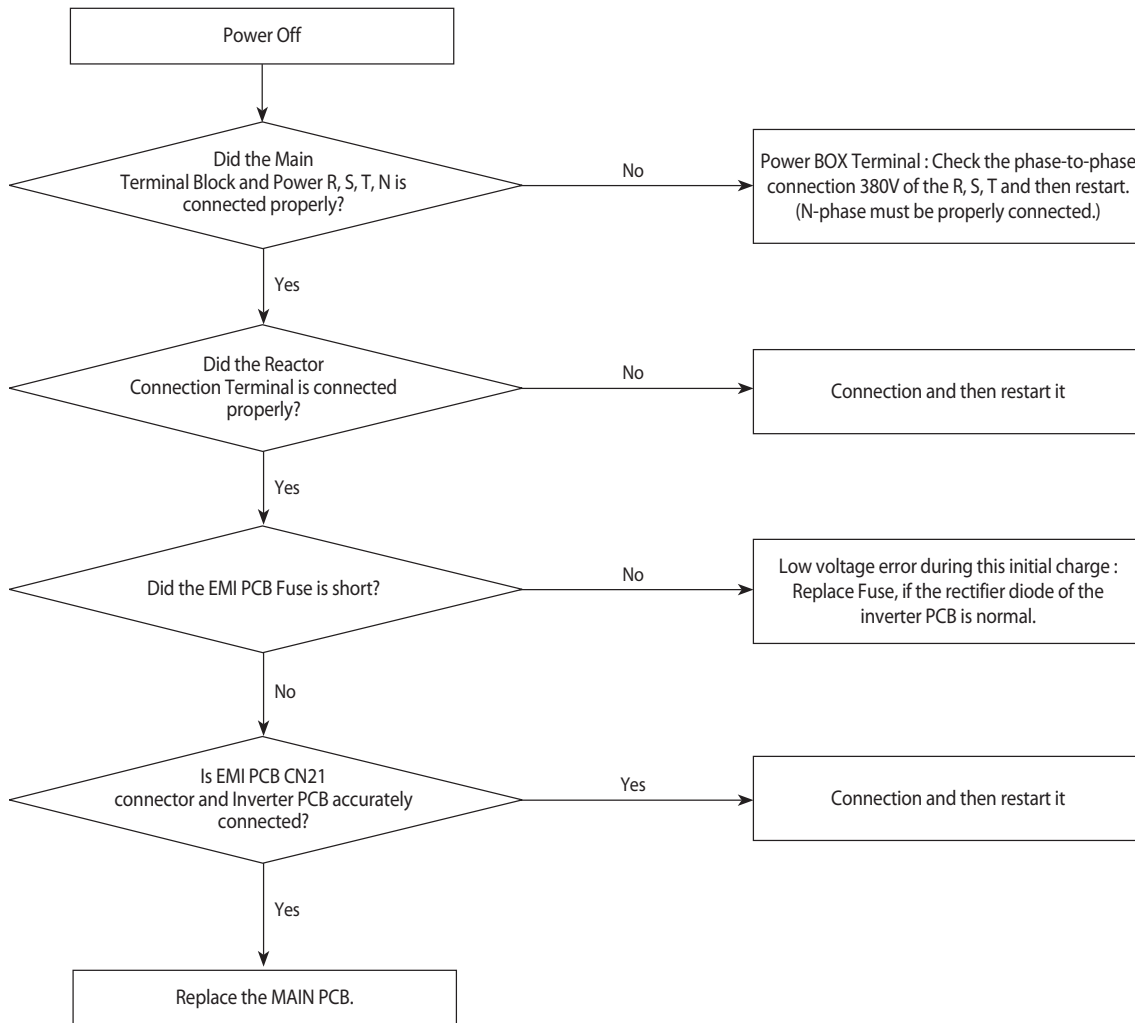 Power Off
Did the Main
Terminal Block and Power R, S, T, N is
connected properly?
No
Power BOX Terminal : Check the phase-to-phase
connection 380V of the R, S, T and then restart.
(N-phase must be properly connected.)
Yes
Did the Reactor
Connection Terminal is connected
properly?
No
Connection and then restart it
Yes
Did the EMI PCB Fuse is short?
No
Low voltage error during this initial charge :
Replace Fuse, if the rectifier diode of the
inverter PCB is normal.
No
Is EMI PCB CN21
connector and Inverter PCB accurately
connected?
Yes
Connection and then restart it
Yes
Replace the MAIN PCB.